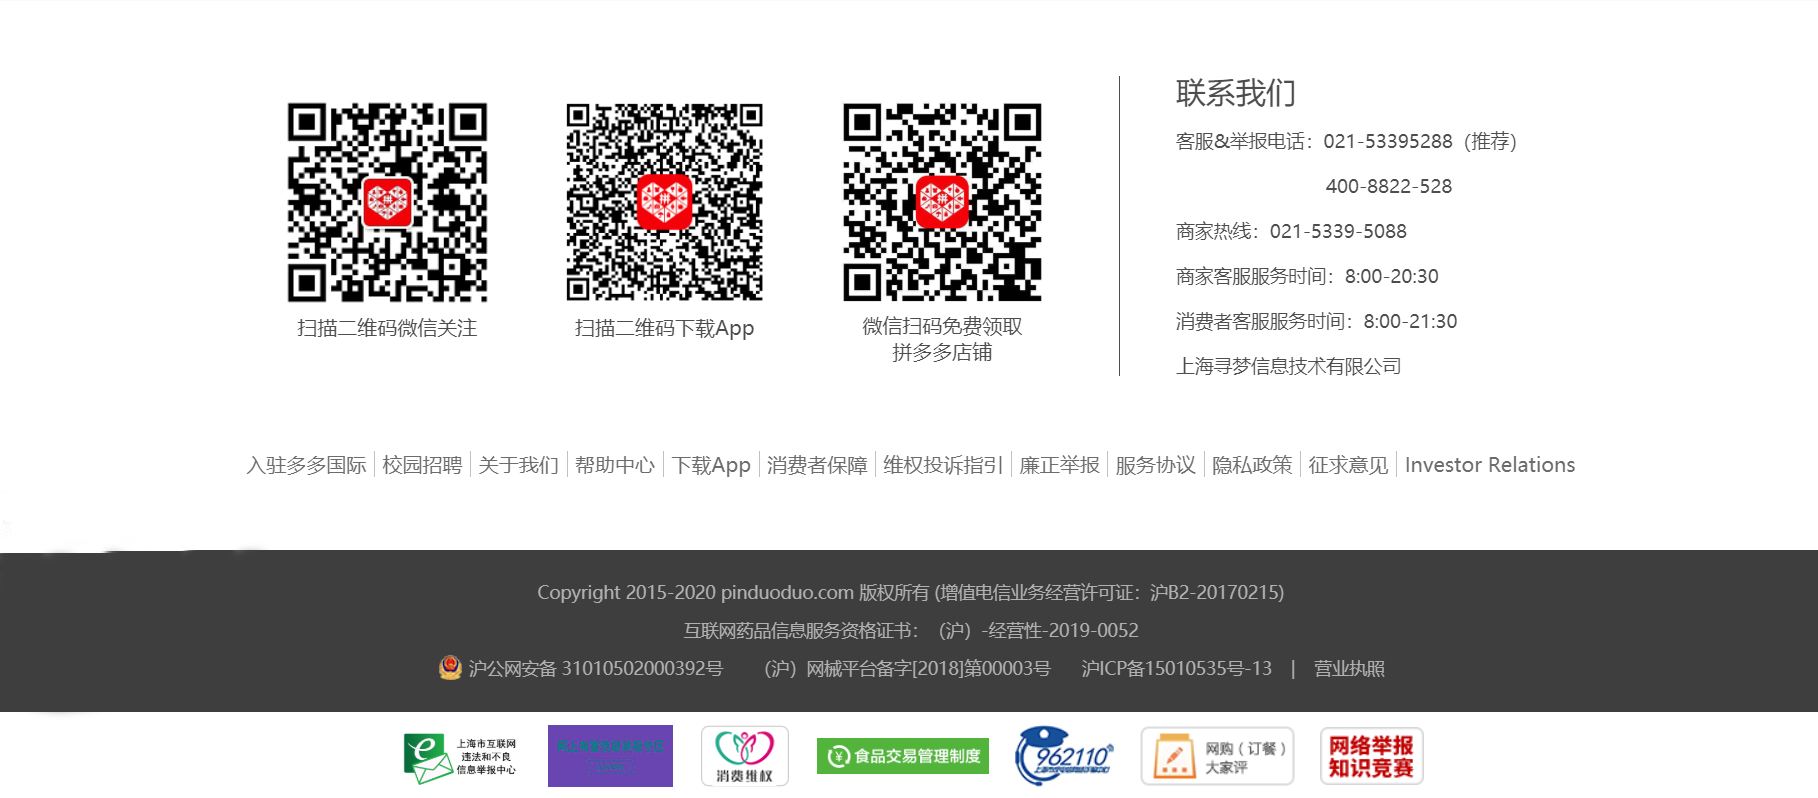 扫描二维码微信关注
扫描二维码下载App
微信扫码免费领取
拼多多店铺
联系我们
客服&举报电话：021-53395288（推荐）
400-8822-528
商家热线：021-5339-5088
商家客服服务时间：8:00-20:30
消费者客服服务时间：8:00-21:30
上海寻梦信息技术有限公司
入驻多多国际 校园招聘 关于我们 帮助中心 下载App 消费者保障 维权投诉指引 廉正举报 服务协议 隐私政策 征求意见 Investor Relations
Copyright 2015-2020 pinduoduo.com 版权所有 (增值电信业务经营许可证：沪B2-20170215)
互联网药品信息服务资格证书：（沪）-经营性-2019-0052
沪公网安备 31010502000392号 （沪）网械平台备字[2018]第00003号 沪ICP备15010535号-13 | 营业执照
上海市互联网
违法和不良
信息举报中心
消费维权
食品交易管理制度
962110
网购（订餐）
大家评
网络举报
知识竞赛